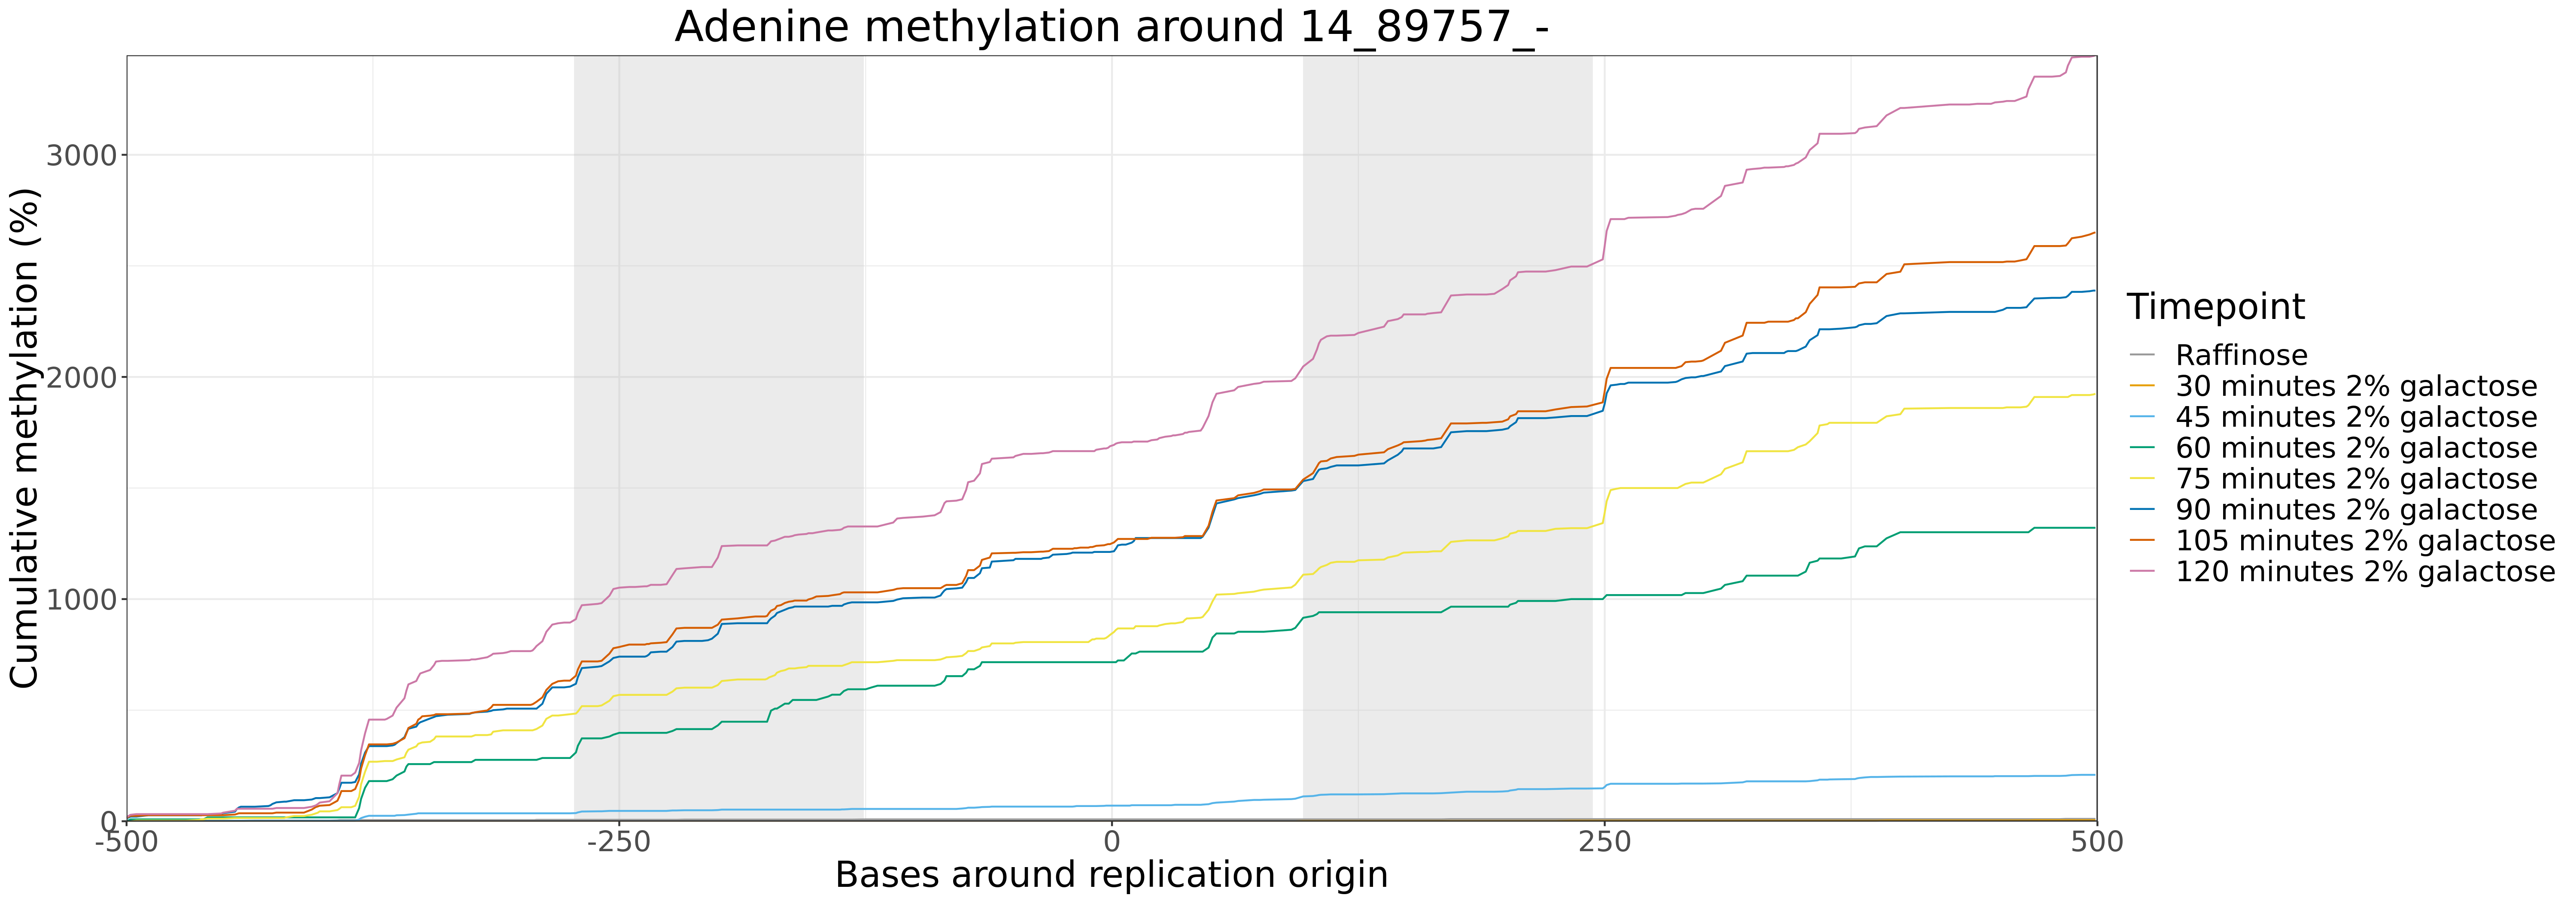 Adenine methylation around 14_89757_-
Cumulative methylation (%)
3000
2000
1000
0
-500
-250
0
250
500
Bases around replication origin
Timepoint
Raffinose
30 minutes 2% galactose
45 minutes 2% galactose
60 minutes 2% galactose
75 minutes 2% galactose
90 minutes 2% galactose
105 minutes 2% galactose
120 minutes 2% galactose